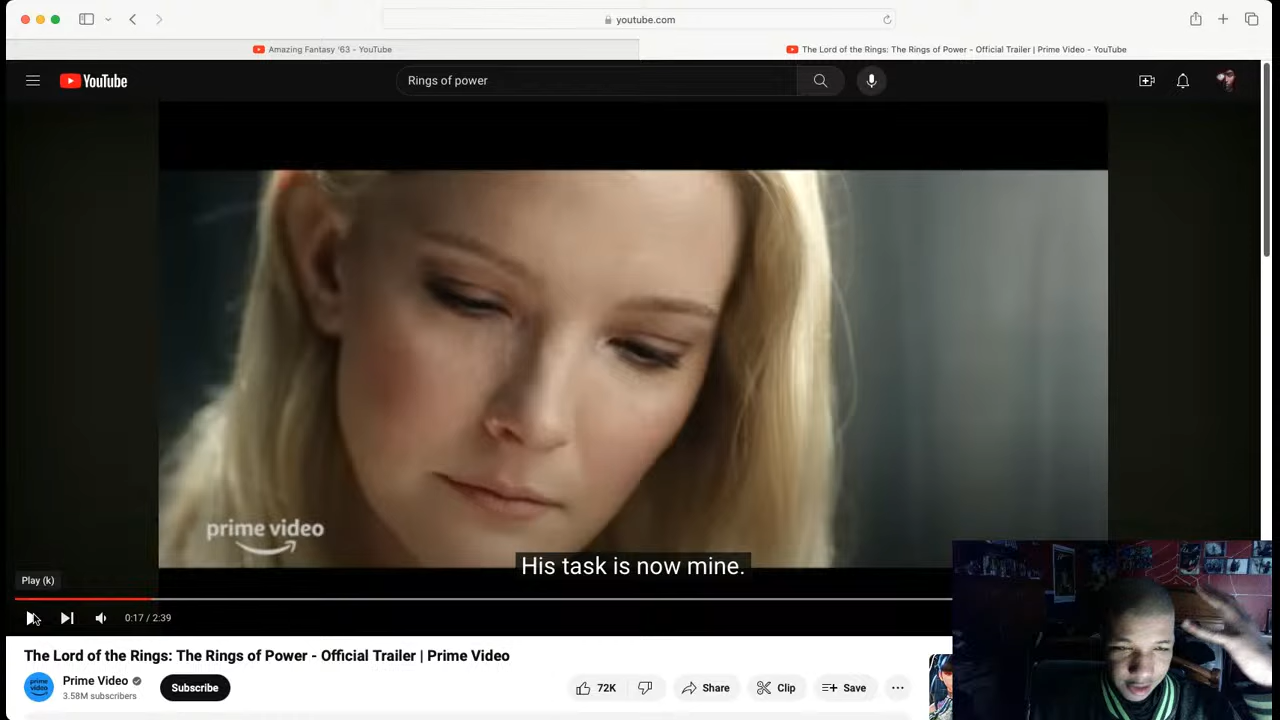 youtube.com
Amazing Fantasy '63 - YouTube
The Lord of the Rings: The Rings of Power - Official Trailer | Prime Video - YouTube
YouTube
Rings of power
prime video
His task is now mine.
Play (k)
0:17 / 2:39
The Lord of the Rings: The Rings of Power - Official Trailer | Prime Video
prime video
Prime Video
3.58M subscribers
Subscribe
72K
Share
Clip
Save